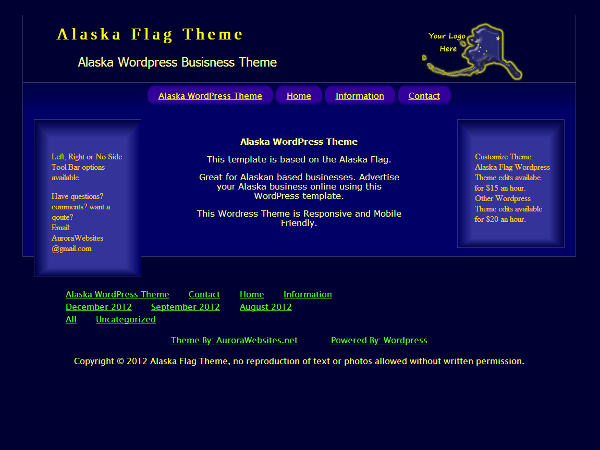 Alaska Flag Theme
Alaska Wordpress Busisness Theme
Your Logo
Here
Alaska WordPress Theme Home Information Contact
Left, Right or No Side
Tool Bar options
available
Have questions?
comments? want a
qoute?
Email
AuroraWebsites
@gmail.com
Alaska WordPress Theme
This template is based on the Alaska Flag.
Great for Alaskan based businesses. Advertise
your Alaska business online using this
WordPress template.
This Wordress Theme is Responsive and Mobile
Friendly.
Customize Theme
Alaska Flag Wordpress
Theme edits availabe
for $15 an hour.
Other Wordpress
Theme edits available
for $20 an hour.
Alaska WordPress Theme Contact Home Information
December 2012 September 2012 August 2012
All Uncategorized
Theme By: AuroraWebsites.net Powered By: Wordpress
Copyright © 2012 Alaska Flag Theme, no reproduction of text or photos allowed without written permission.